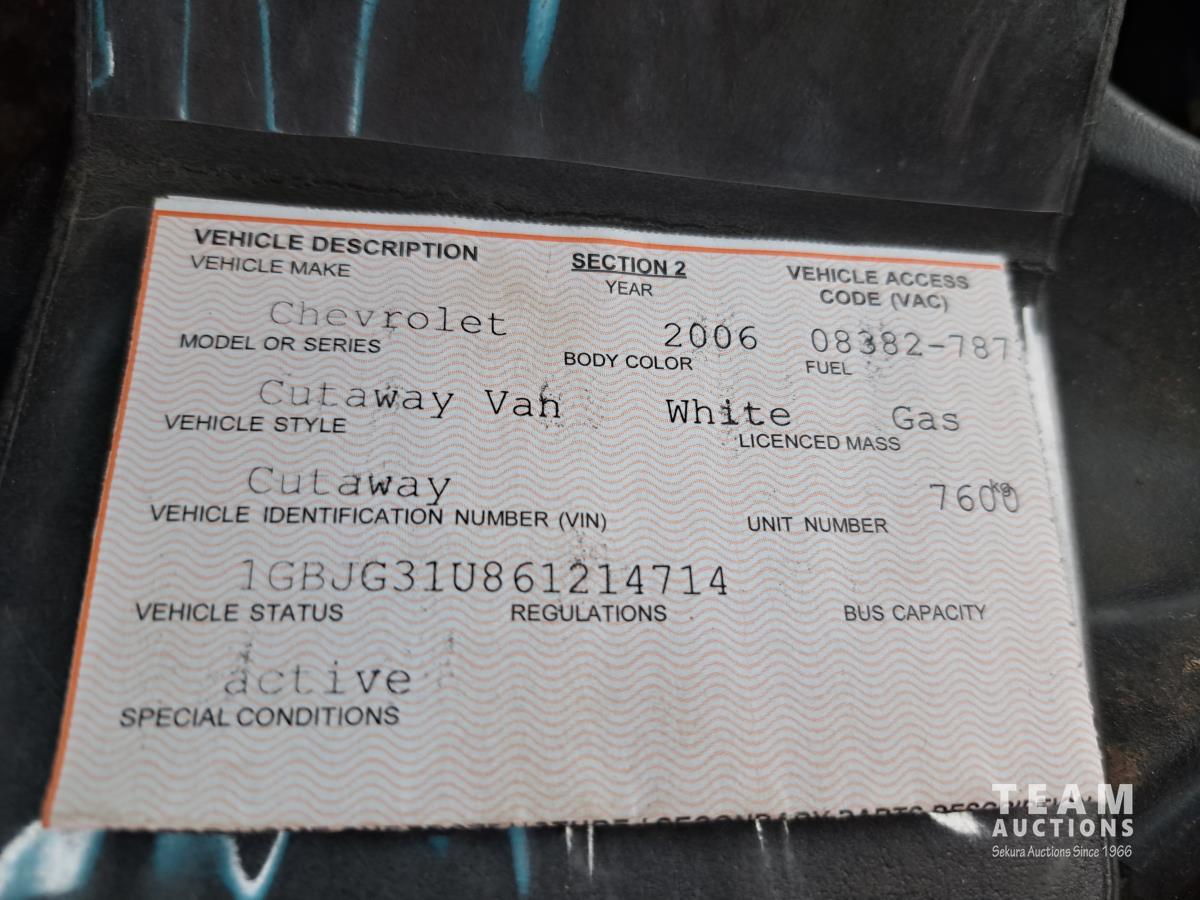 VEHICLE DESCRIPTION SECTION 2 VEHICLE ACCESS
VEHICLE MAKE YEAR CODE (VAC)
Chevrolet 2006 08382-787
MODEL OR SERIES BODY COLOR FUEL
Cutaway Van White Gas
VEHICLE STYLE LICENCED MASS
Cutaway 7600 kg
VEHICLE IDENTIFICATION NUMBER (VIN) UNIT NUMBER
1GBJG31U861214714
VEHICLE STATUS REGULATIONS BUS CAPACITY
active
SPECIAL CONDITIONS
TEAM
AUCTIONS
Sekura Auctions Since 1966